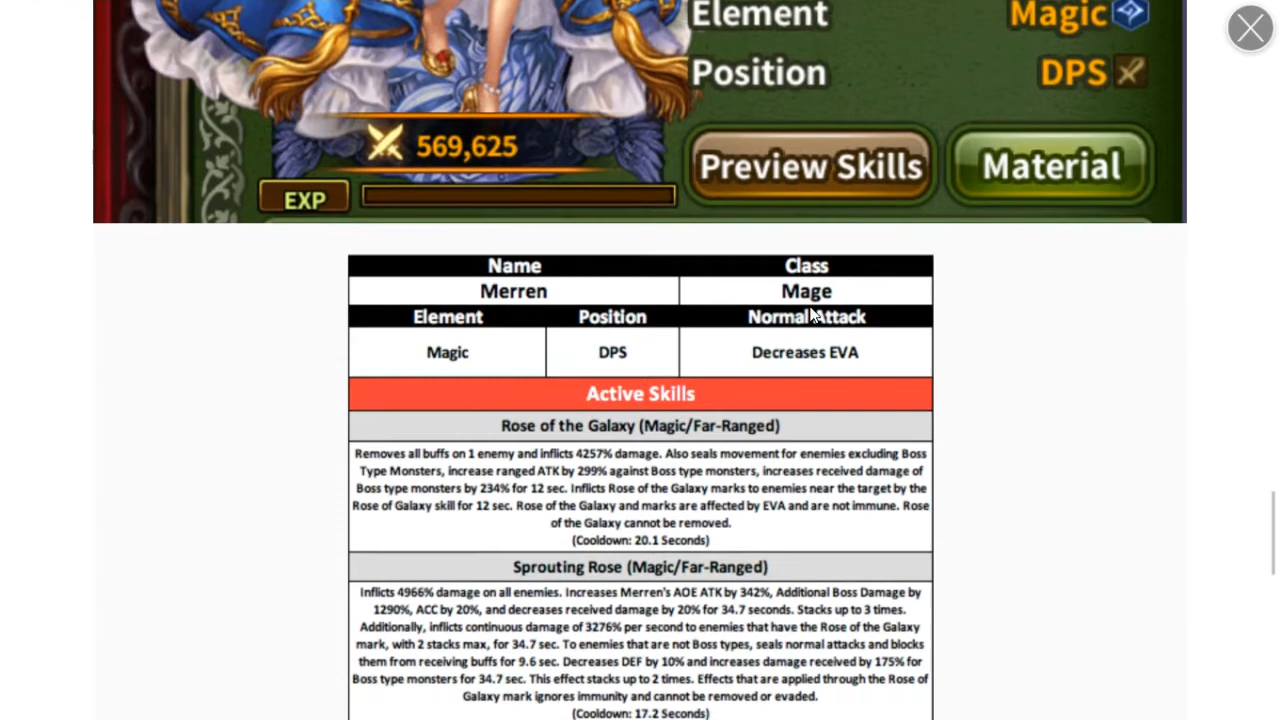 Element Magic
Position DPS
569,625
Preview Skills Material
EXP
Name Class
Merren Mage
Element Position Normal Attack
Magic DPS Decreases EVA
Active Skills
Rose of the Galaxy (Magic/Far-Ranged)
Removes all buffs on 1 enemy and inflicts 4257% damage. Also seals movement for enemies excluding Boss
Type Monsters, increase ranged ATK by 299% against Boss type monsters, increases received damage of
Boss type monsters by 234% for 12 sec. Inflicts Rose of the Galaxy marks to enemies near the target by the
Rose of Galaxy skill for 12 sec. Rose of the Galaxy and marks are affected by EVA and are not immune. Rose
of the Galaxy cannot be removed.
(Cooldown: 20.1 Seconds)
Sprouting Rose (Magic/Far-Ranged)
Inflicts 4966% damage on all enemies. Increases Merren's AOE ATK by 342%, Additional Boss Damage by
1290%, ACC by 20%, and decreases received damage by 20% for 34.7 seconds. Stacks up to 3 times.
Additionally, inflicts continuous damage of 3276% per second to enemies that have the Rose of the Galaxy
mark, with 2 stacks max, for 34.7 sec. To enemies that are not Boss types, seals normal attacks and blocks
them from receiving buffs for 9.6 sec. Decreases DEF by 10% and increases damage received by 175% for
Boss type monsters for 34.7 sec. This effect stacks up to 2 times. Effects that are applied through the Rose of
Galaxy mark ignores immunity and cannot be removed or evaded.
(Cooldown: 17.2 Seconds)